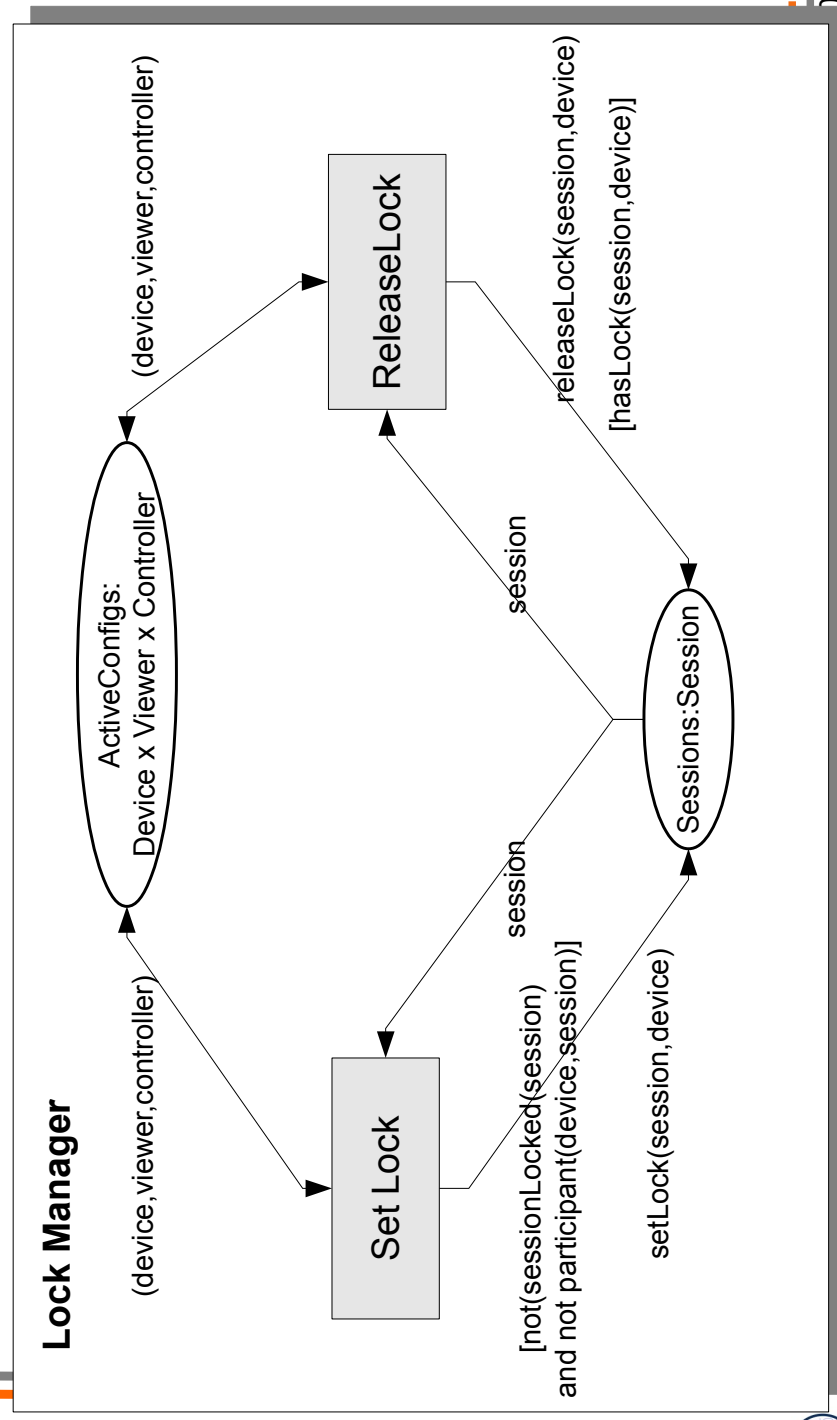 Lock Manager
(device,viewer,controller)
ActiveConfigs:
Device x Viewer x Controller
(device,viewer,controller)
Set Lock
ReleaseLock
session
session
[not(sessionLocked(session)
and not participant(device,session)]
setLock(session,device)
Sessions:Session
releaseLock(session,device)
[hasLock(session,device)]